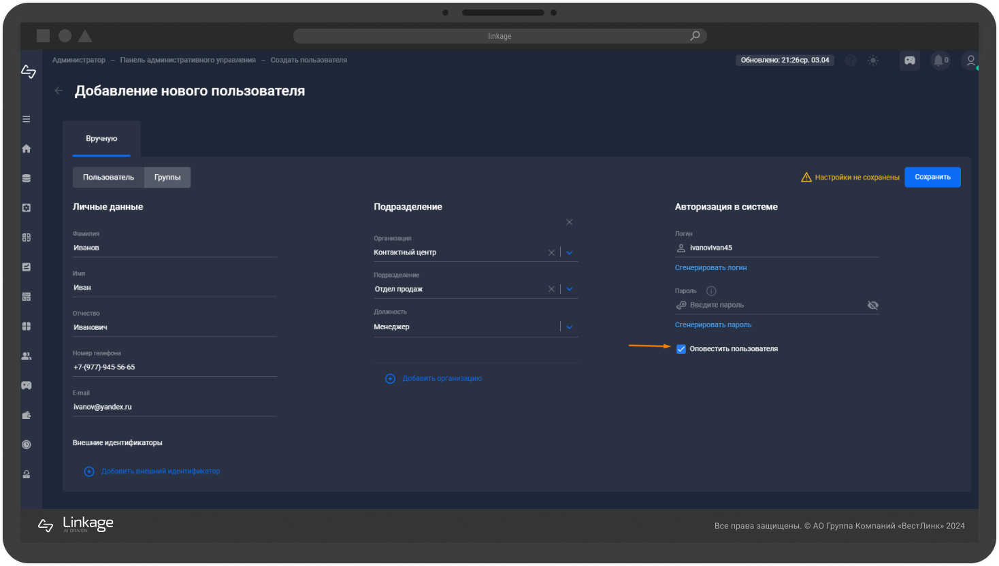 linkage
Администратор – Панель административного управления – Создать пользователя
Обновлено: 21:26ср. 03.04
0
Добавление нового пользователя
Вручную
Пользователь
Группы
Настройки не сохранены
Сохранить
Личные данные
Фамилия
Иванов
Имя
Иван
Отчество
Иванович
Номер телефона
+7-(977)-945-56-65
E-mail
ivanov@yandex.ru
Внешние идентификаторы
Добавить внешний идентификатор
Подразделение
Организация
Контактный центр
Подразделение
Отдел продаж
Должность
Менеджер
Добавить организацию
Авторизация в системе
Логин
ivanovIvan45
Сгенерировать логин
Пароль
Введите пароль
Сгенерировать пароль
Оповестить пользователя
Linkage
AI DRIVEN
Все права защищены. © АО Группа Компаний «ВестЛинк» 2024